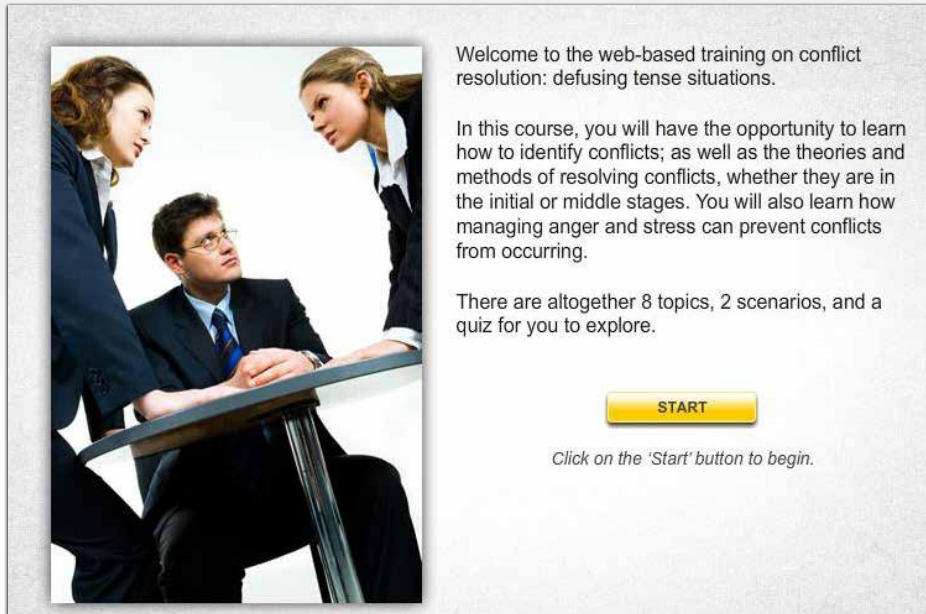 Welcome to the web-based training on conflict
resolution: defusing tense situations.
In this course, you will have the opportunity to learn
how to identify conflicts; as well as the theories and
methods of resolving conflicts, whether they are in
the initial or middle stages. You will also learn how
managing anger and stress can prevent conflicts
from occurring.
There are altogether 8 topics, 2 scenarios, and a
quiz for you to explore.
START
Click on the ‘Start’ button to begin.